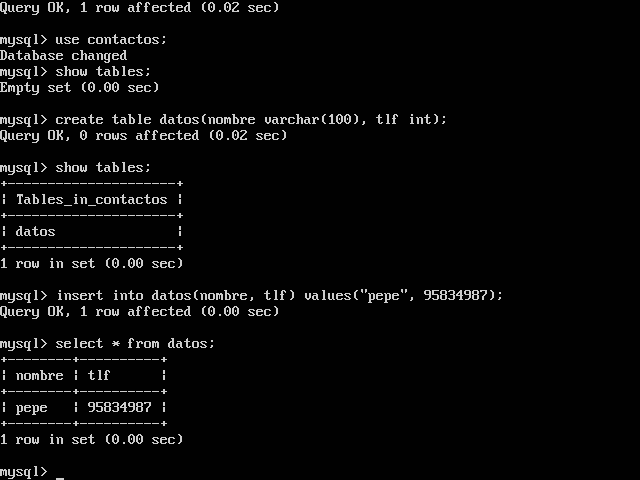 Query OK, 1 row affected (0.02 sec)
mysql> use contactos;
Database changed
mysql> show tables;
Empty set (0.00 sec)
mysql> create table datos(nombre varchar(100), tlf int);
Query OK, 0 rows affected (0.02 sec)
mysql> show tables;
+---------------------+
| Tables_in_contactos |
+---------------------+
| datos               |
+---------------------+
1 row in set (0.00 sec)
mysql> insert into datos(nombre, tlf) values("pepe", 95834987);
Query OK, 1 row affected (0.00 sec)
mysql> select * from datos;
+--------+----------+
| nombre | tlf      |
+--------+----------+
| pepe   | 95834987 |
+--------+----------+
1 row in set (0.00 sec)
mysql> _